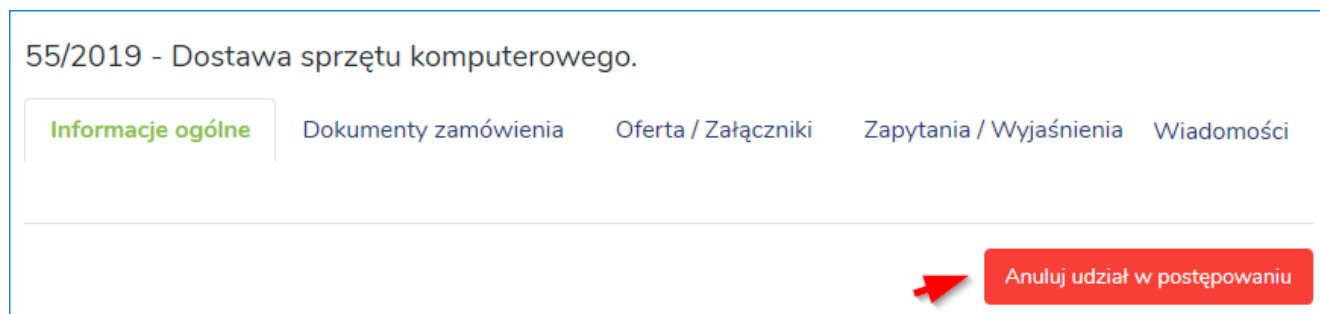 55/2019 - Dostawa sprzętu komputerowego.
Informacje ogólne Dokumenty zamówienia Oferta / Załączniki Zapytania / Wyjaśnienia Wiadomości
Anuluj udział w postępowaniu